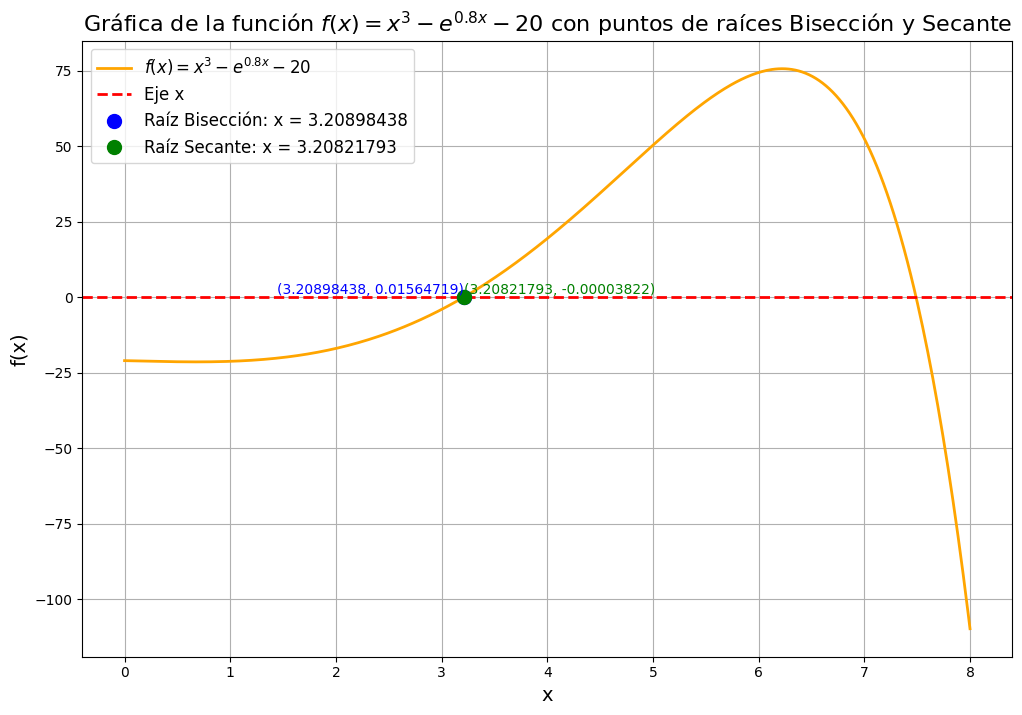 Gráfica de la función $f(x) = x^3 - e^{0.8x} - 20$ con puntos de raíces Bisección y Secante
$f(x) = x^3 - e^{0.8x} - 20$
Eje x
Raíz Bisección: x = 3.20898438
Raíz Secante: x = 3.20821793
75
50
25
0
−25
−50
−75
−100
f(x)
(3.20898438, 0.01564719)
(3.20821793, -0.00003822)
0 1 2 3 4 5 6 7 8
x